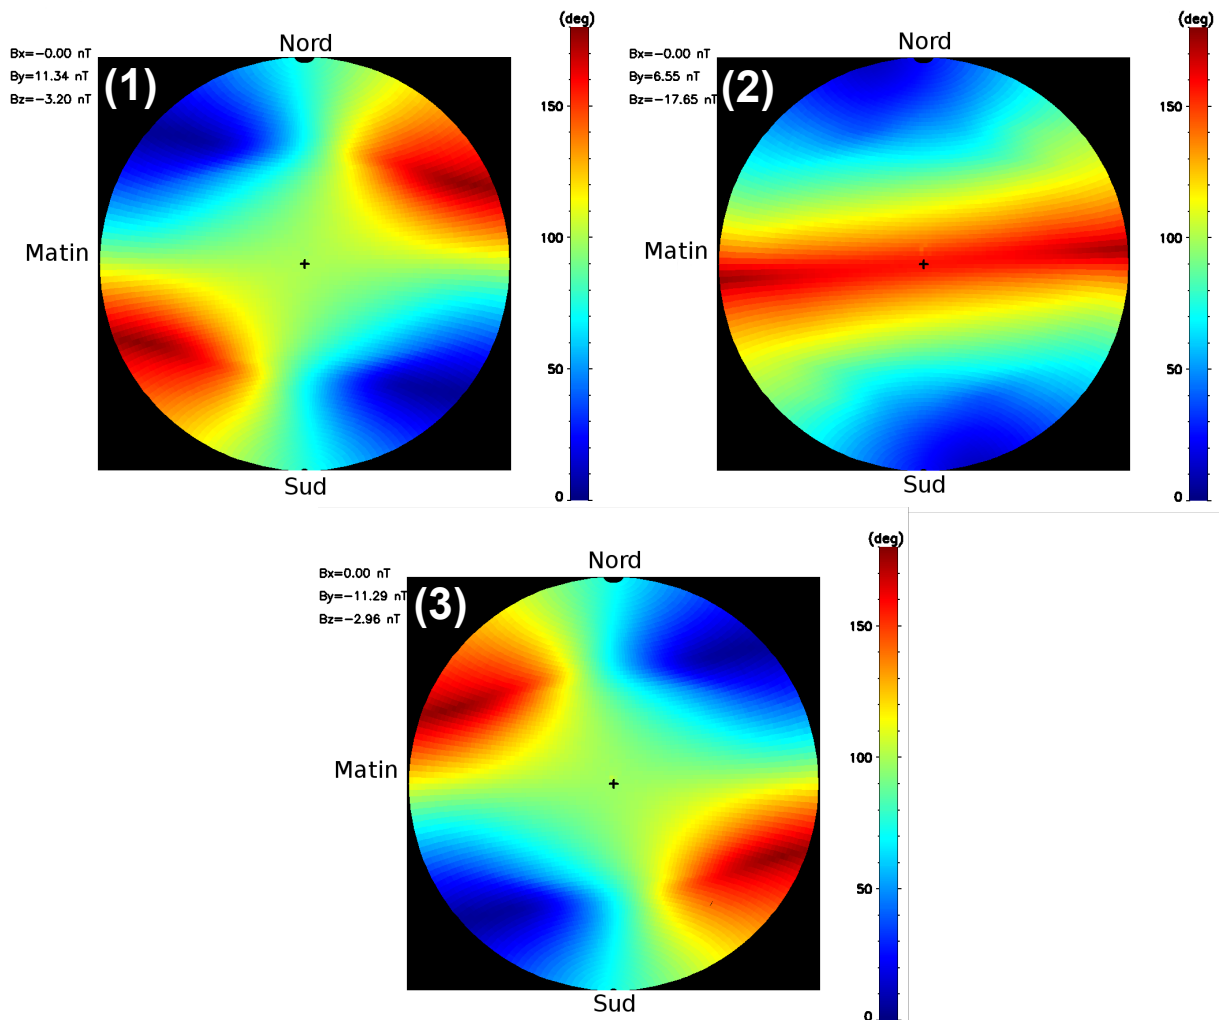 (deg)
Nord
Bx=−0.00 nT
By=11.34 nT
Bz=−3.20 nT
(1)
150
100
50
0
Matin
Sud
(deg)
Nord
Bx=−0.00 nT
By=6.55 nT
Bz=−17.65 nT
(2)
150
100
50
0
Matin
Sud
(deg)
Nord
Bx=0.00 nT
By=−11.29 nT
Bz=−2.96 nT
(3)
150
100
50
0
Matin
Sud